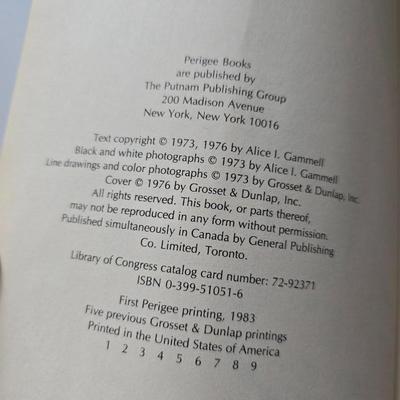 Perigee Books
are published by
The Putnam Publishing Group
200 Madison Avenue
New York, New York 10016
Text copyright © 1973, 1976 by Alice I. Gammell
Black and white photographs © 1973 by Alice I. Gammell
Line drawings and color photographs © 1973 by Grosset & Dunlap, Inc.
Cover © 1976 by Grosset & Dunlap, Inc.
All rights reserved. This book, or parts thereof,
may not be reproduced in any form without permission.
Published simultaneously in Canada by General Publishing
Co. Limited, Toronto.
Library of Congress catalog card number: 72-92371
ISBN 0-399-51051-6
First Perigee printing, 1983
Five previous Grosset & Dunlap printings
Printed in the United States of America
1 2 3 4 5 6 7 8 9